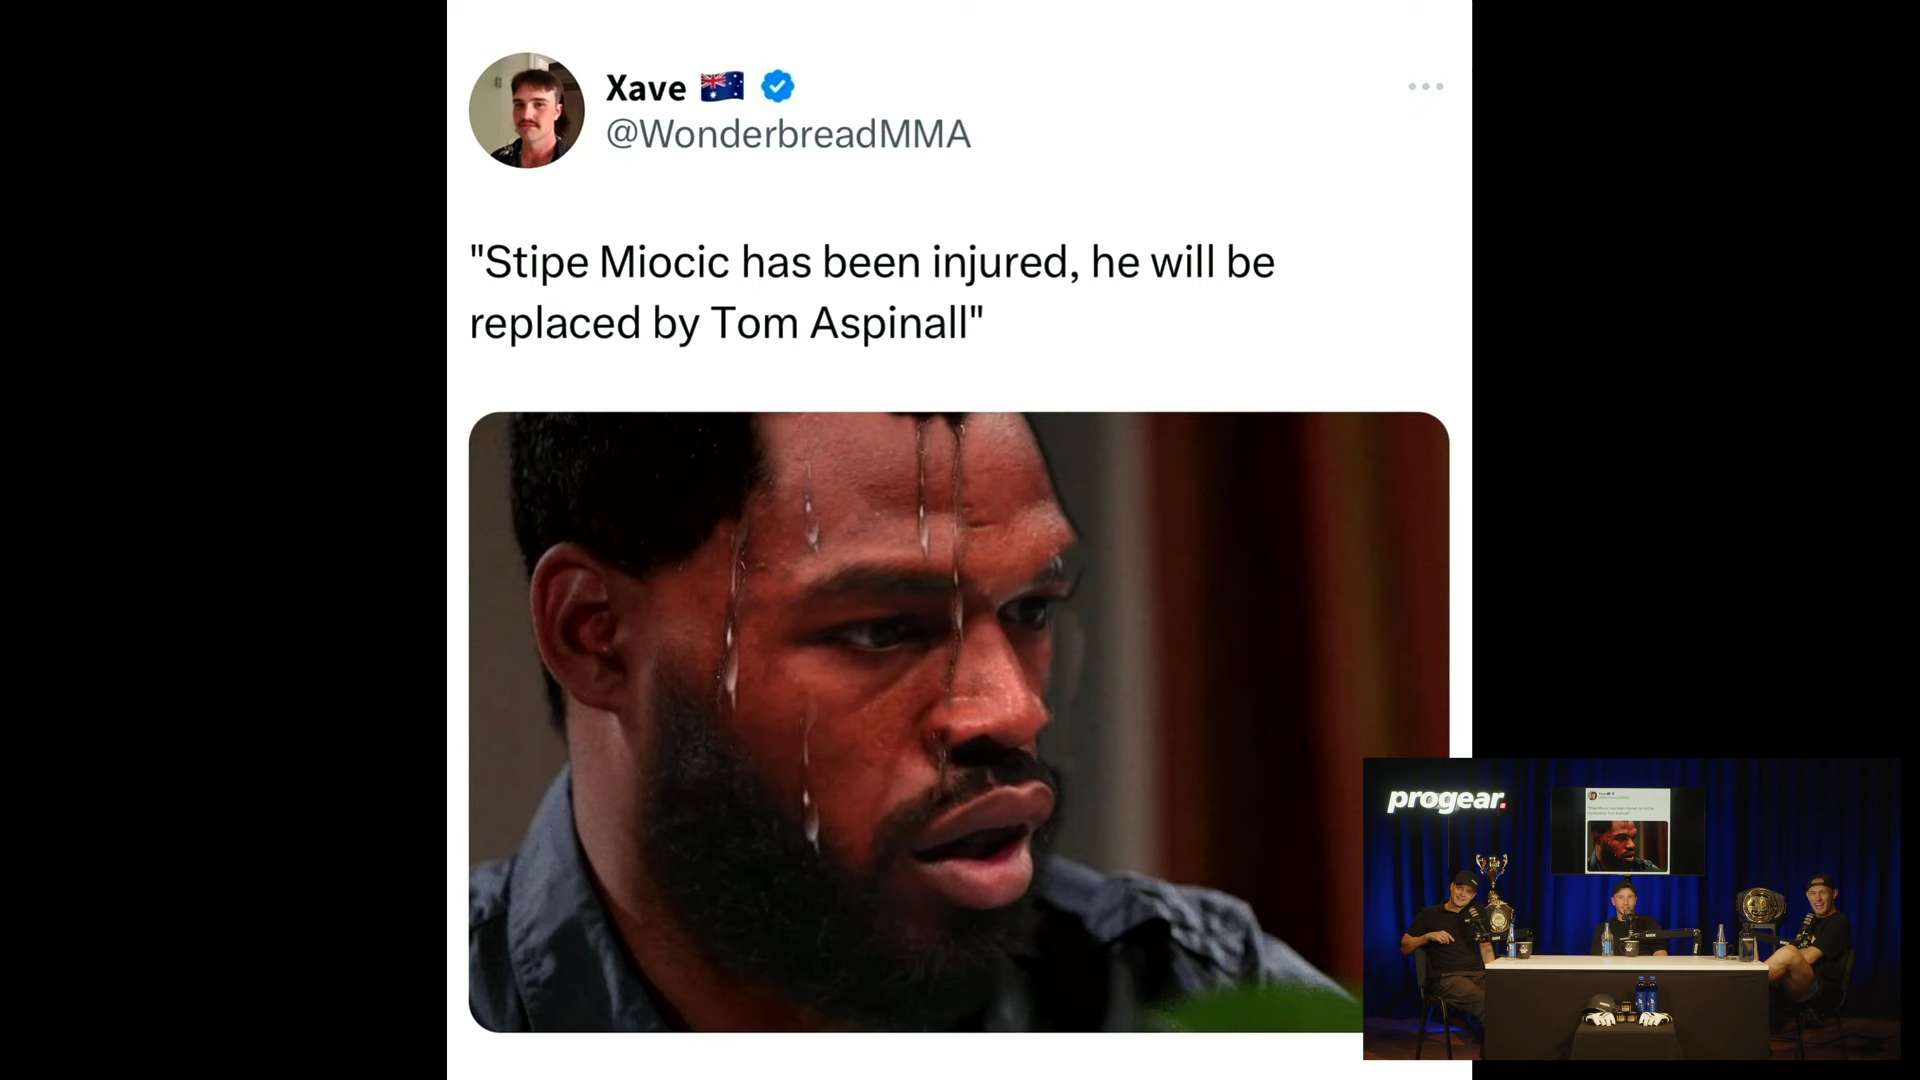 Xave 🇦🇺
@WonderbreadMMA
"Stipe Miocic has been injured, he will be
replaced by Tom Aspinall"
progear.